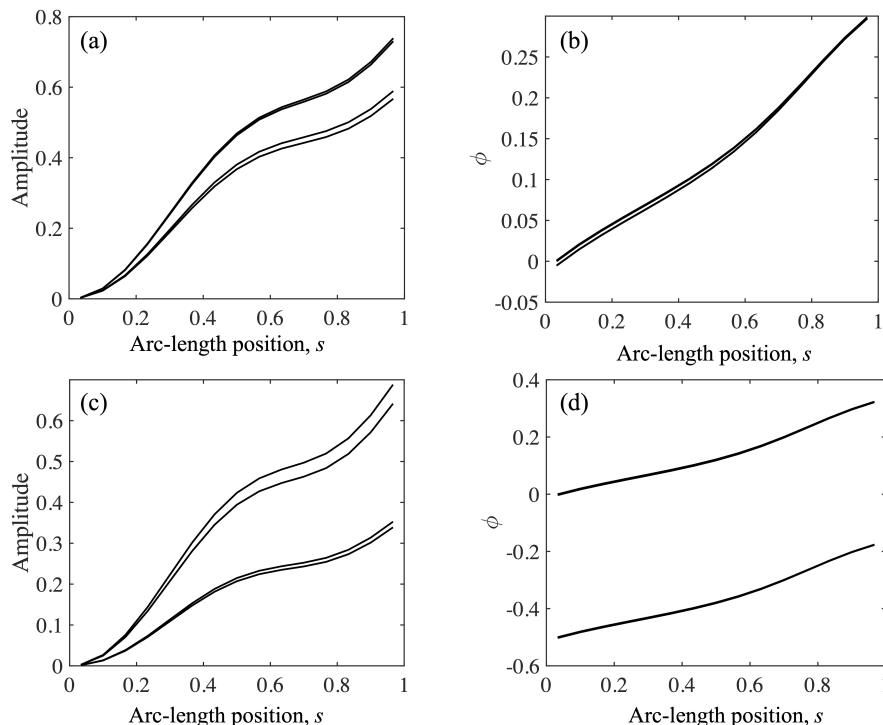 (a)
Amplitude
0.8
0.6
0.4
0.2
0
0 0.2 0.4 0.6 0.8 1
Arc-length position, s
(b)
ϕ
0.25
0.2
0.15
0.1
0.05
0
-0.05
0 0.2 0.4 0.6 0.8 1
Arc-length position, s
(c)
Amplitude
0.6
0.5
0.4
0.3
0.2
0.1
0
0 0.2 0.4 0.6 0.8 1
Arc-length position, s
(d)
ϕ
0.4
0.2
0
-0.2
-0.4
-0.6
0 0.2 0.4 0.6 0.8
Arc-length position, s